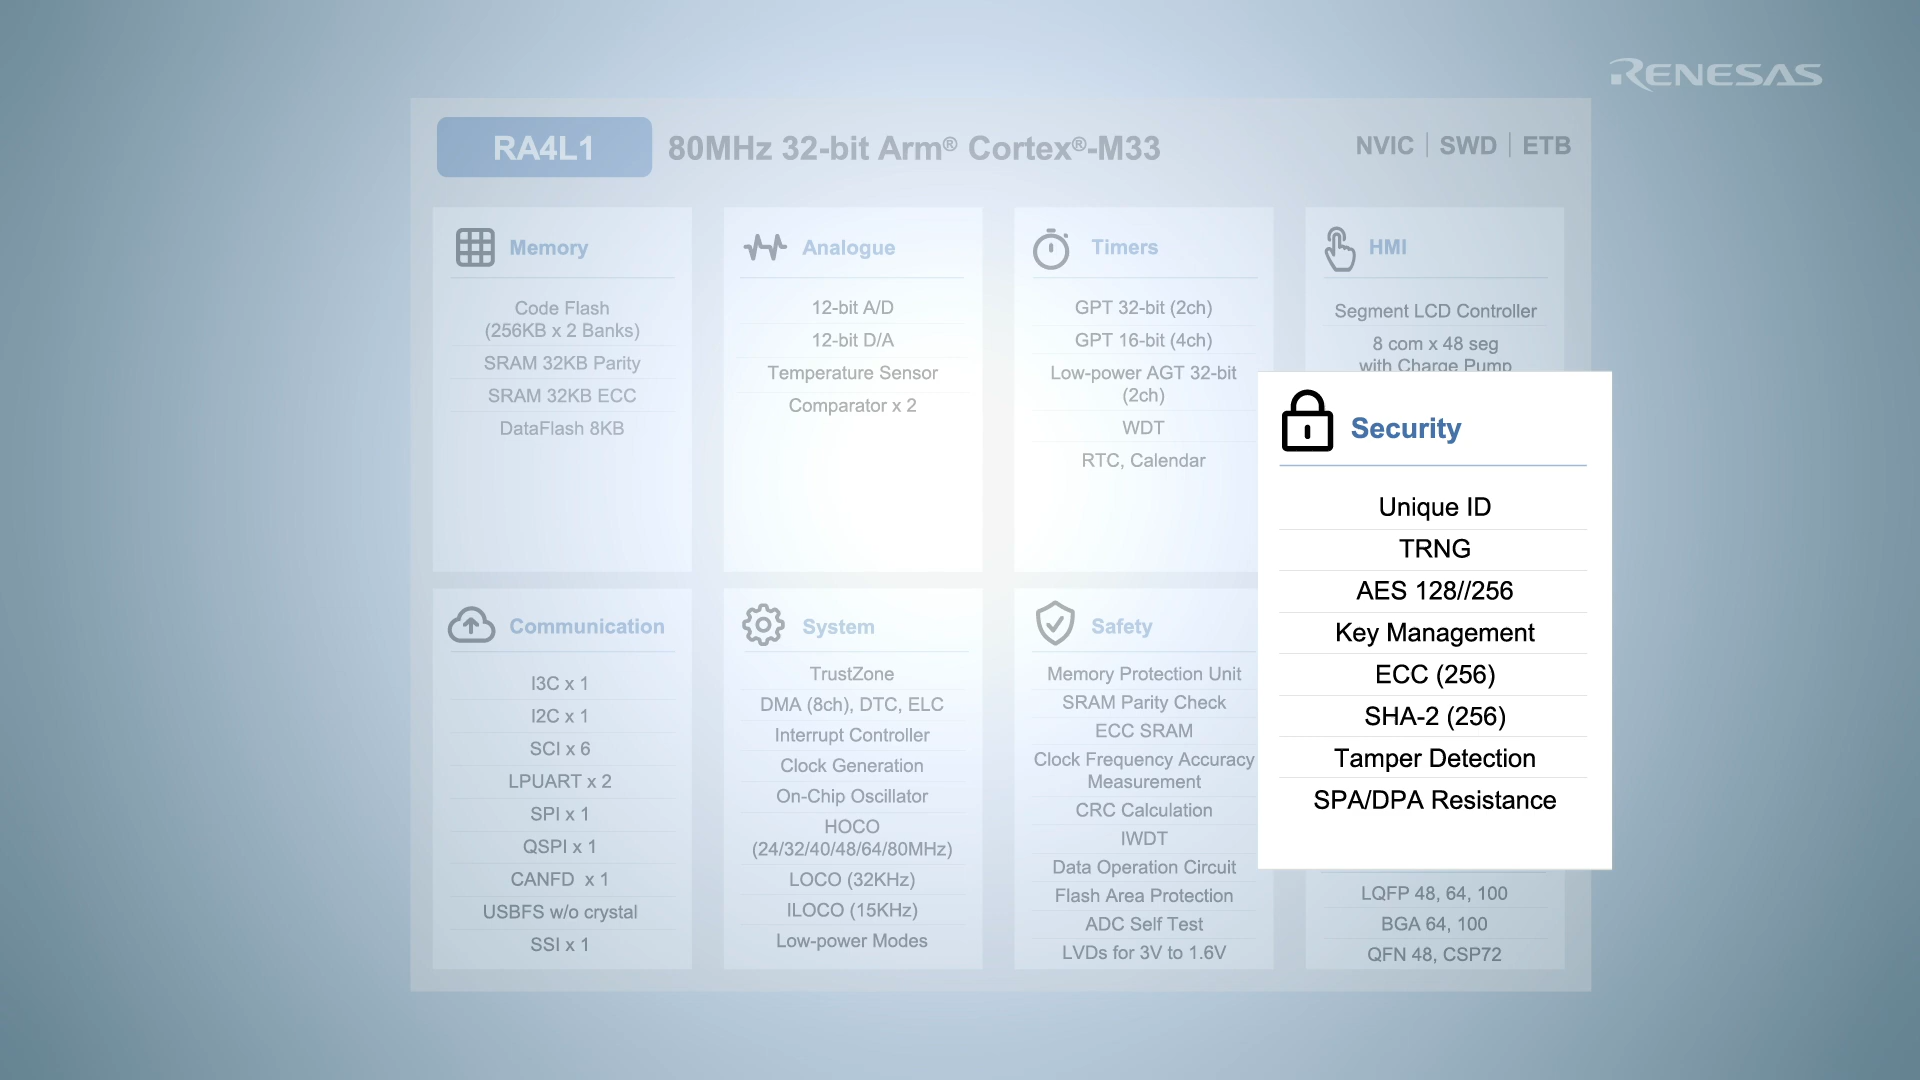 RENESAS
RA4L1
80MHz 32-bit Arm® Cortex®-M33
NVIC | SWD | ETB
Memory
Code Flash
(256KB x 2 Banks)
SRAM 32KB Parity
SRAM 32KB ECC
DataFlash 8KB
Analogue
12-bit A/D
12-bit D/A
Temperature Sensor
Comparator x 2
Timers
GPT 32-bit (2ch)
GPT 16-bit (4ch)
Low-power AGT 32-bit
(2ch)
WDT
RTC, Calendar
HMI
Segment LCD Controller
8 com x 48 seg
with Charge Pump
Security
Unique ID
TRNG
AES 128//256
Key Management
ECC (256)
SHA-2 (256)
Tamper Detection
SPA/DPA Resistance
Communication
I3C x 1
I2C x 1
SCI x 6
LPUART x 2
SPI x 1
QSPI x 1
CANFD x 1
USBFS w/o crystal
SSI x 1
System
TrustZone
DMA (8ch), DTC, ELC
Interrupt Controller
Clock Generation
On-Chip Oscillator
HOCO
(24/32/40/48/64/80MHz)
LOCO (32KHz)
ILOCO (15KHz)
Low-power Modes
Safety
Memory Protection Unit
SRAM Parity Check
ECC SRAM
Clock Frequency Accuracy
Measurement
CRC Calculation
IWDT
Data Operation Circuit
Flash Area Protection
ADC Self Test
LVDs for 3V to 1.6V
LQFP 48, 64, 100
BGA 64, 100
QFN 48, CSP72